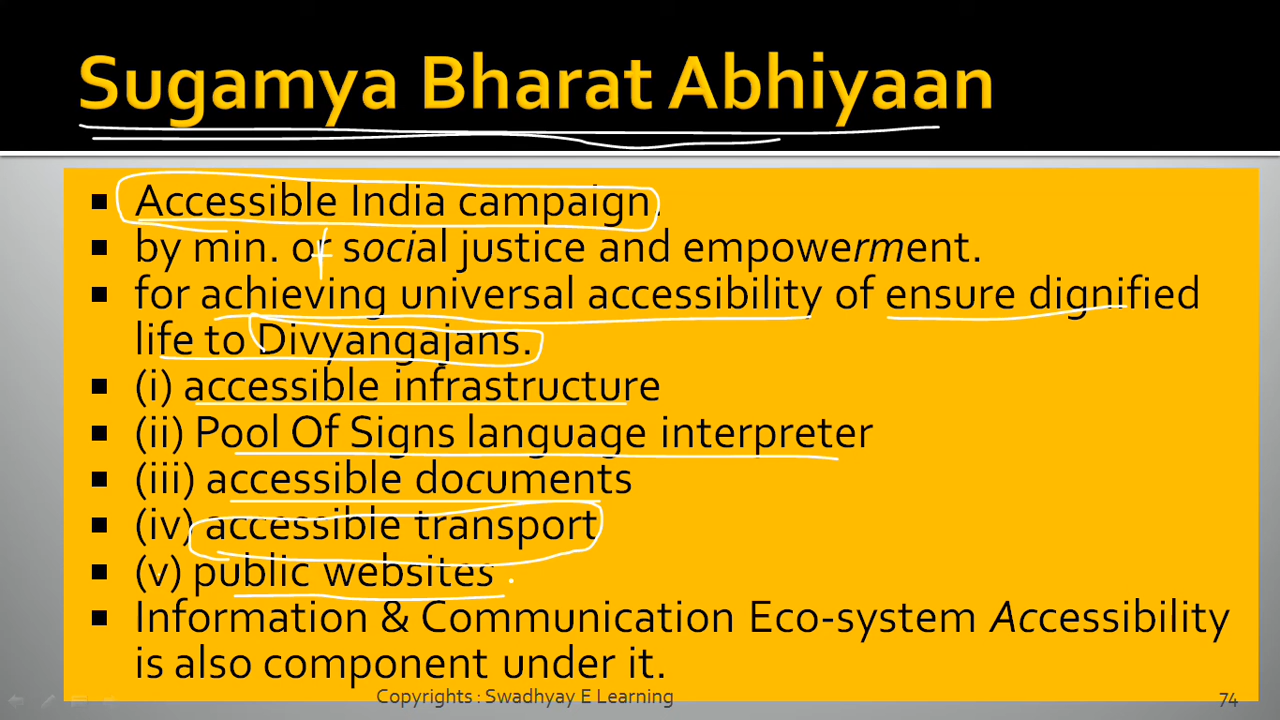 Sugamya Bharat Abhiyaan
▪ Accessible India campaign.
▪ by min. or social justice and empowerment.
▪ for achieving universal accessibility of ensure dignified
life to Divyangajans.
▪ (i) accessible infrastructure
▪ (ii) Pool Of Signs language interpreter
▪ (iii) accessible documents
▪ (iv) accessible transport
▪ (v) public websites
▪ Information & Communication Eco-system Accessibility
is also component under it.
Copyrights : Swadhyay E Learning
74